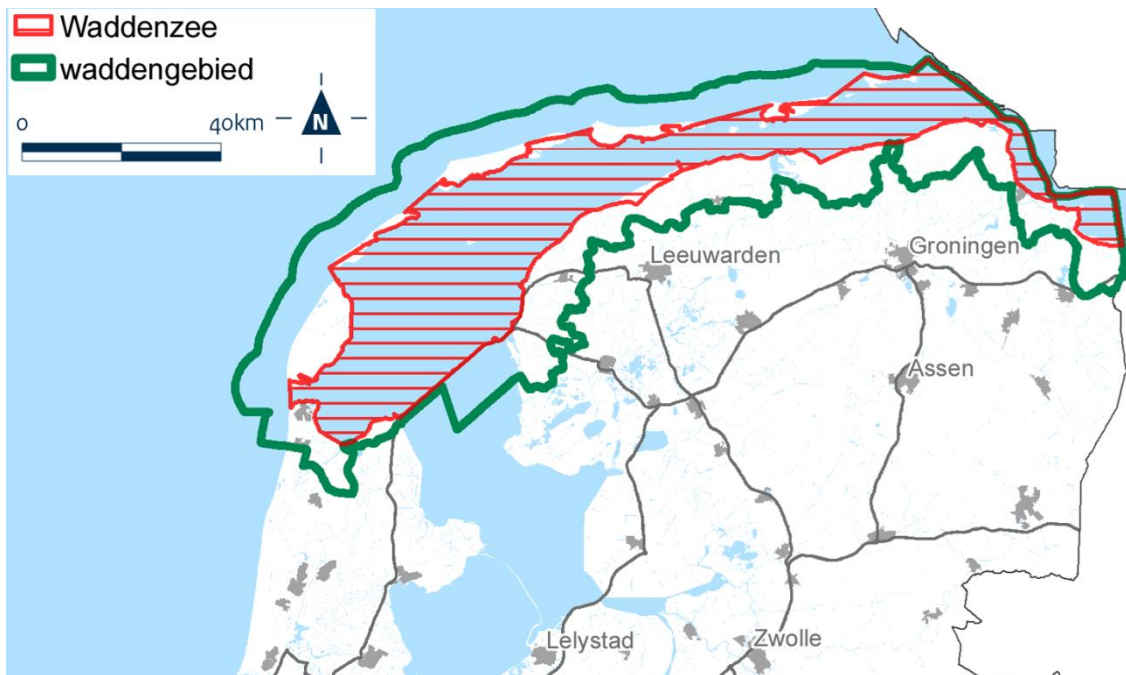 Waddenzee
waddengebied
0 40km
N
Leeuwarden
Groningen
Assen
Lelystad
Zwolle